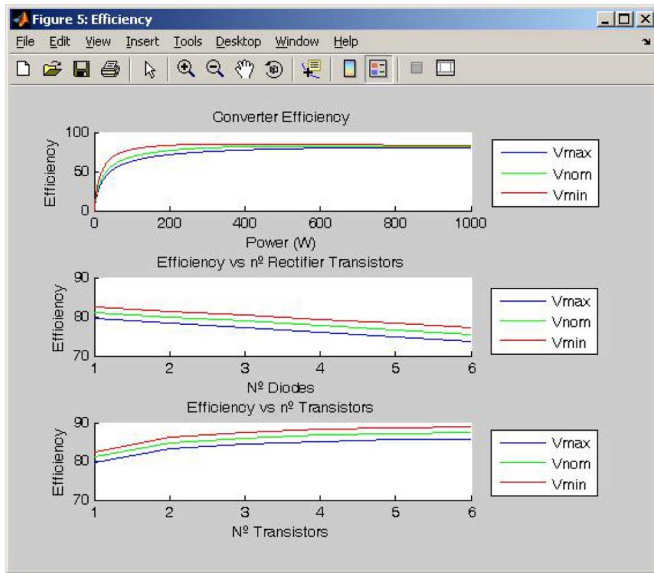 Figure 5: Efficiency
File Edit View Insert Tools Desktop Window Help
Converter Efficiency
100
50
0
Efficiency
0 200 400 600 800 1000
Power (W)
Vmax
Vnom
Vmin
Efficiency vs nº Rectifier Transistors
90
80
70
Efficiency
1 2 3 4 5 6
Nº Diodes
Vmax
Vnom
Vmin
Efficiency vs nº Transistors
90
80
70
Efficiency
1 2 3 4 5 6
Nº Transistors
Vmax
Vnom
Vmin